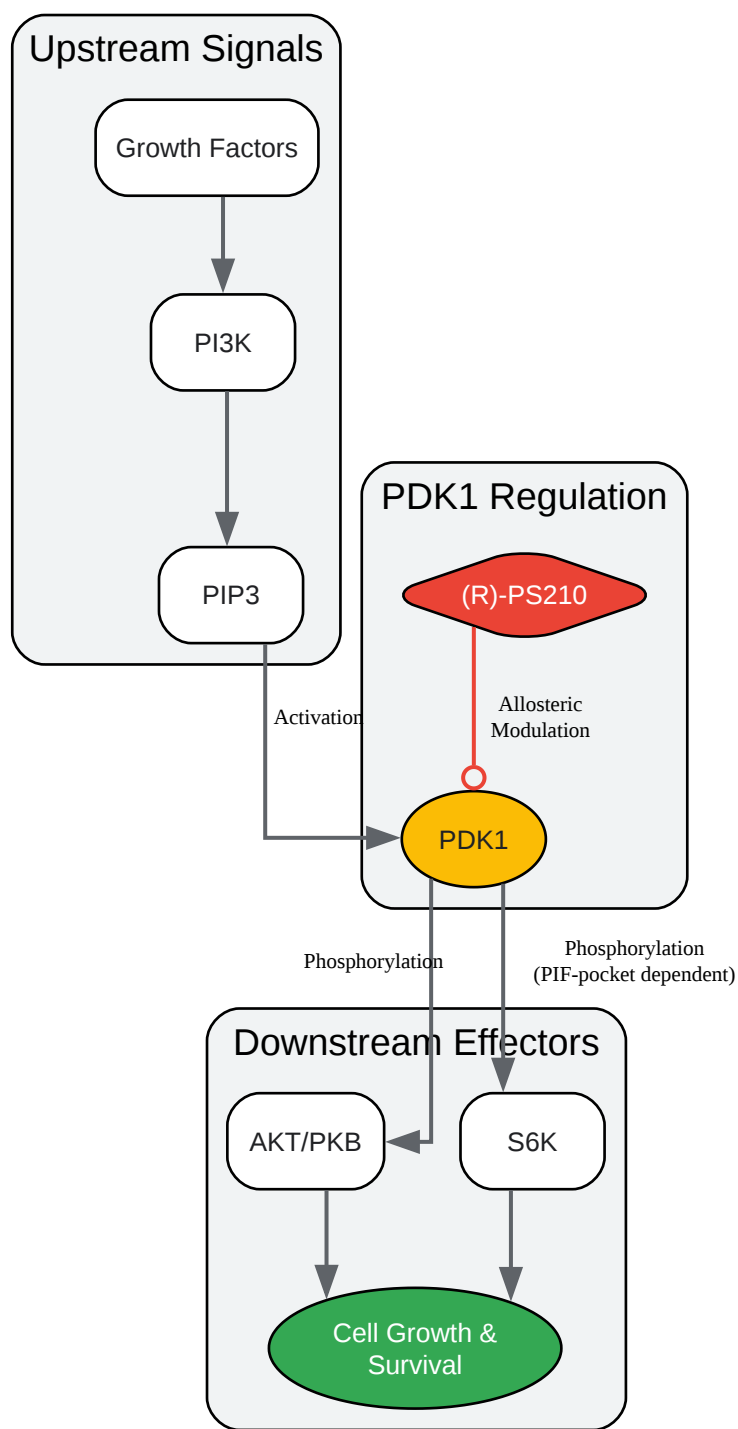 Upstream Signals
Growth Factors
PI3K
PIP3
Activation
PDK1 Regulation
(R)-PS210
Allosteric
Modulation
PDK1
Phosphorylation
Phosphorylation
(PIF-pocket dependent)
Downstream Effectors
AKT/PKB
S6K
Cell Growth &
Survival